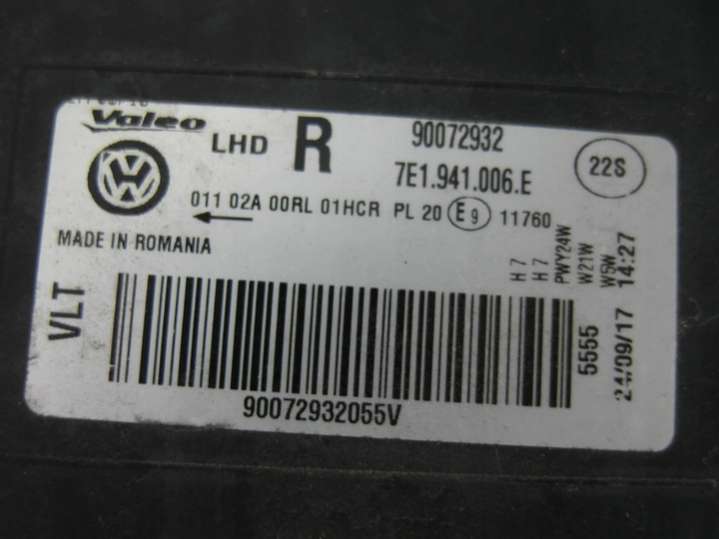 Valeo LHD R 90072932
7E1.941.006.E
22S
011 02A 00RL 01HCR PL 20 E9 11760
MADE IN ROMANIA
H7
H7
PWY24W
W21W
W5W
VLT
5555
24/09/17 14:27
90072932055V